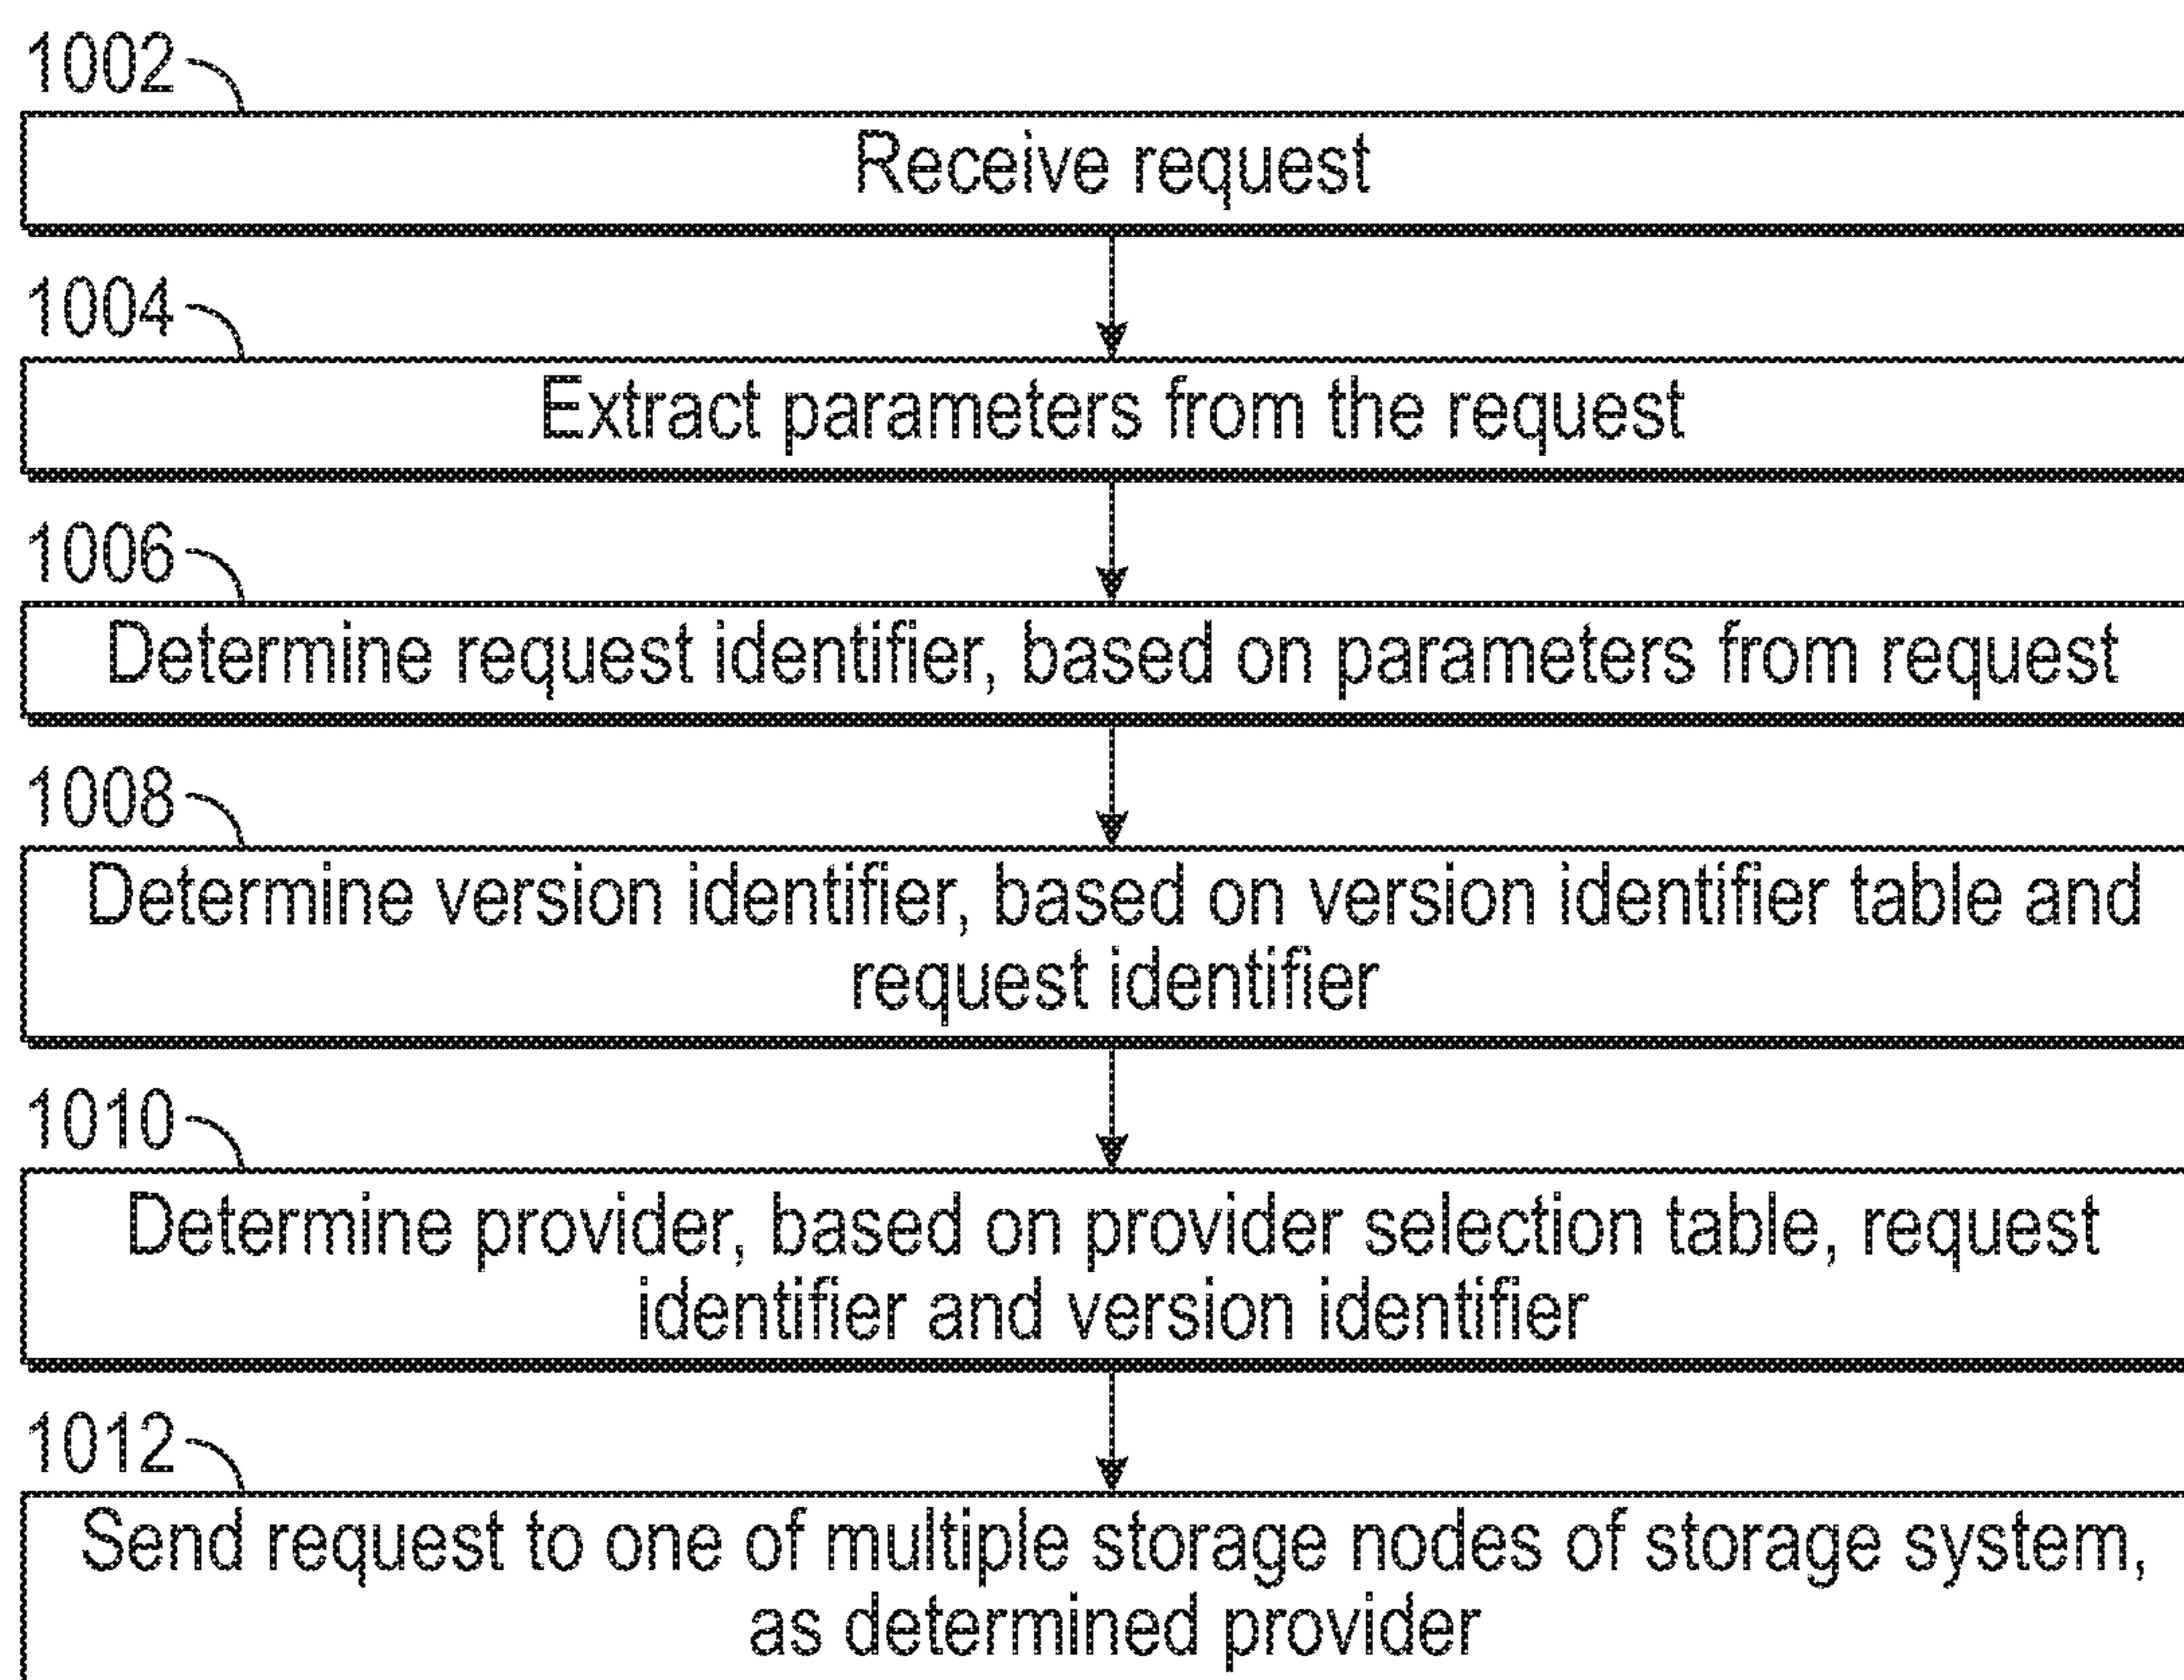 1002
Receive request
1004
Extract parameters from the request
1006
Determine request identifier, based on parameters from request
1008
Determine version identifier, based on version identifier table and
request identifier
1010
Determine provider, based on provider selection table, request
identifier and version identifier
1012
Send request to one of multiple storage nodes of storage system,
as determined provider